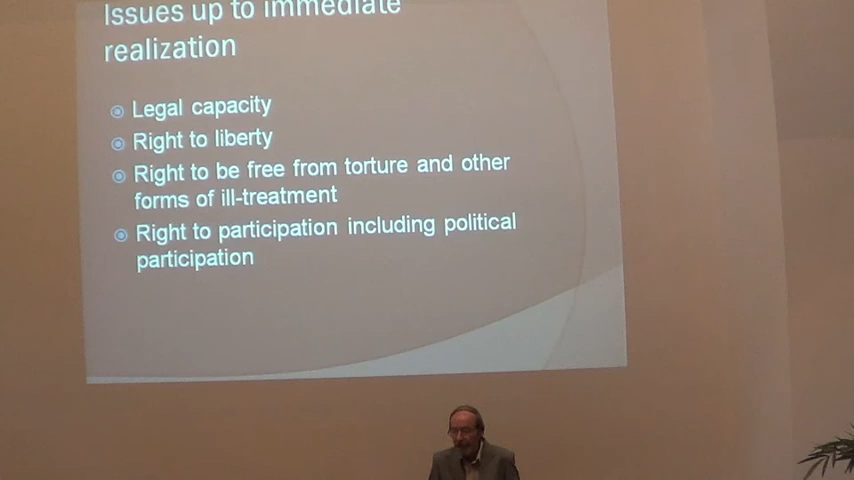 Issues up to immediate
realization
Legal capacity
Right to liberty
Right to be free from torture and other
forms of ill-treatment
Right to participation including political
participation